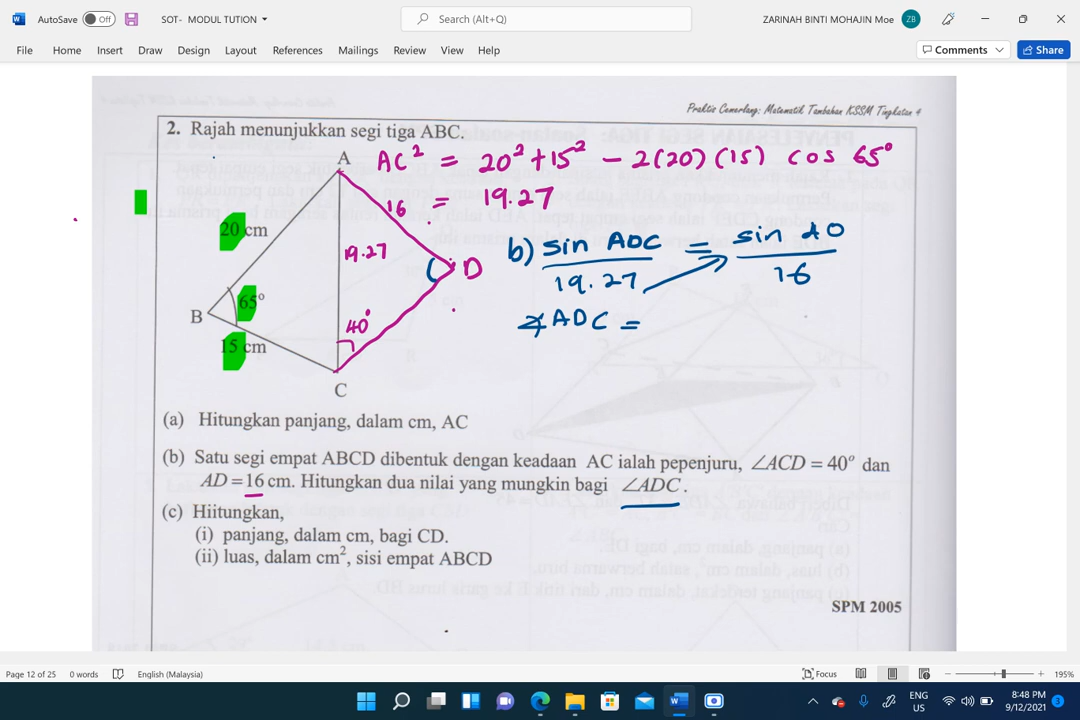 AutoSave Off SOT- MODUL TUTION Search (Alt+Q) ZARINAH BINTI MOHAJIN Moe ZB
File Home Insert Draw Design Layout References Mailings Review View Help Comments Share
Praktis Cemerlang: Matematik Tambahan KSSM Tingkatan 4
2. Rajah menunjukkan segi tiga ABC.
A AC² = 20² + 15² - 2(20)(15) cos 65°
16 = 19.27
20 cm 19.27 b) sin ADC / 19.27 = sin 40 / 16
D
B 65° 40° ∡ADC =
15 cm
C
(a) Hitungkan panjang, dalam cm, AC
(b) Satu segi empat ABCD dibentuk dengan keadaan AC ialah pepenjuru, ∠ACD = 40° dan
AD = 16 cm. Hitungkan dua nilai yang mungkin bagi ∠ADC.
(c) Hiitungkan,
(i) panjang, dalam cm, bagi CD.
(ii) luas, dalam cm², sisi empat ABCD
SPM 2005
Page 12 of 25 0 words English (Malaysia) Focus 195%
ENG US 8:48 PM 9/12/2021 3